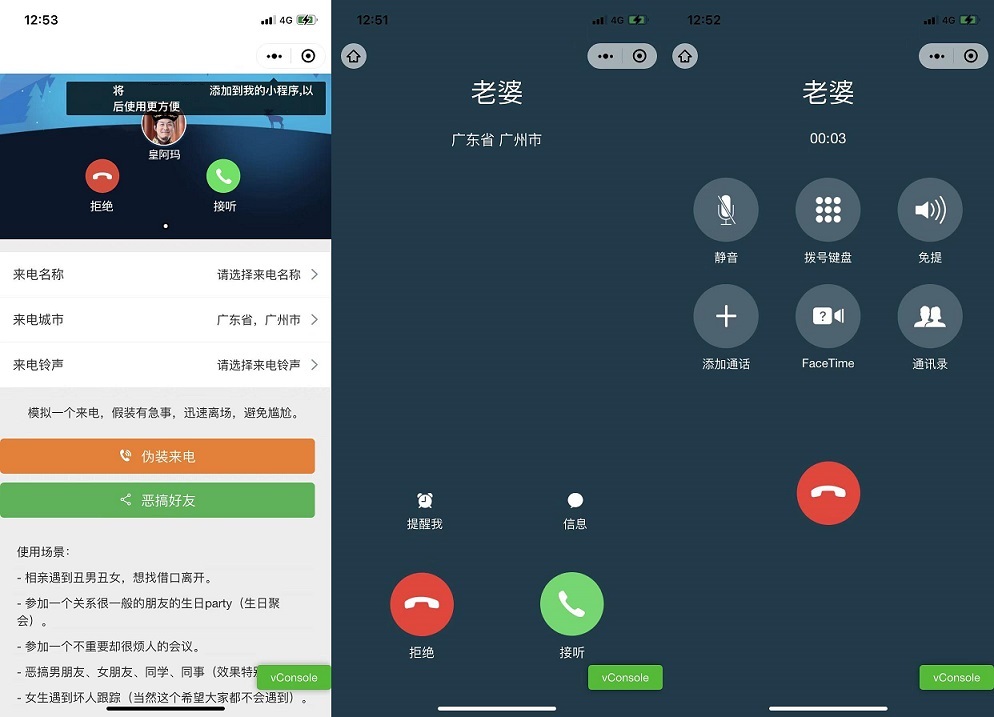 12:53
4G
将 添加到我的小程序,以
后使用更方便
皇阿玛
拒绝
接听
来电名称
请选择来电名称
来电城市
广东省，广州市
来电铃声
请选择来电铃声
模拟一个来电，假装有急事，迅速离场，避免尴尬。
伪装来电
恶搞好友
使用场景：
- 相亲遇到丑男丑女，想找借口离开。
- 参加一个关系很一般的朋友的生日party（生日聚
会）。
- 参加一个不重要却很烦人的会议。
- 恶搞男朋友、女朋友、同学、同事（效果特
- 女生遇到坏人跟踪（当然这个希望大家都不会遇到）。
vConsole
12:51
4G
老婆
广东省 广州市
提醒我
信息
拒绝
接听
vConsole
12:52
4G
老婆
00:03
静音
拨号键盘
免提
添加通话
FaceTime
通讯录
vConsole